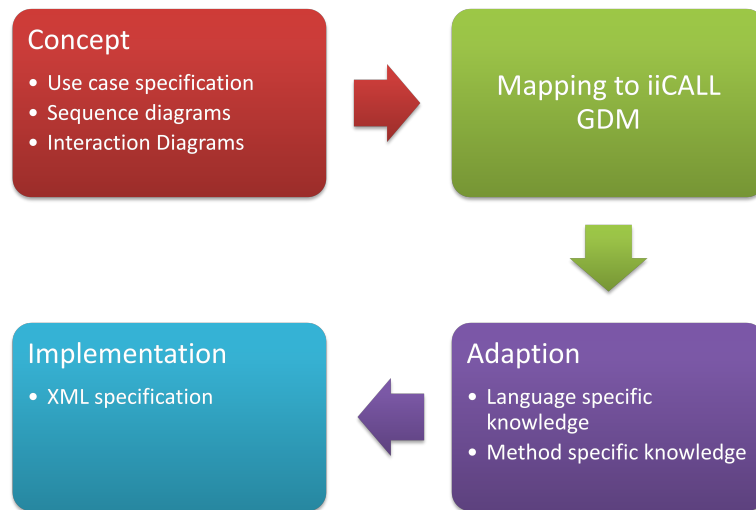 Concept
• Use case specification
• Sequence diagrams
• Interaction Diagrams
Mapping to iiCALL
GDM
Adaption
• Language specific
knowledge
• Method specific knowledge
Implementation
• XML specification